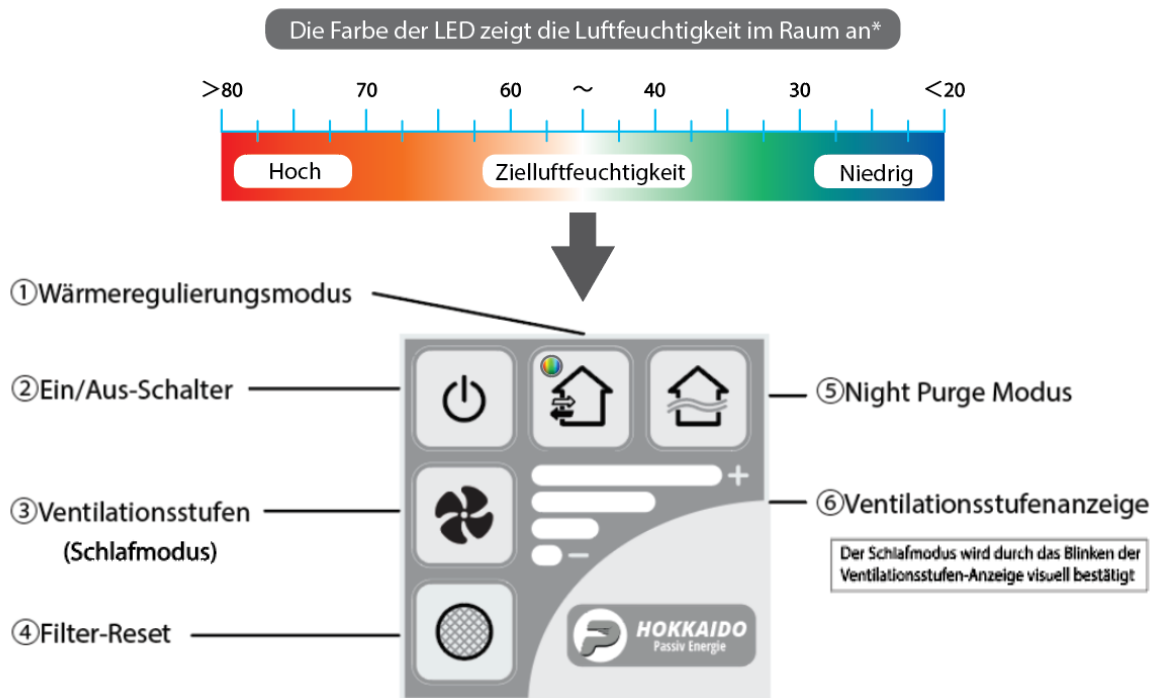 Die Farbe der LED zeigt die Luftfeuchtigkeit im Raum an*
>80 70 60 ～ 40 30 <20
Hoch Zielluftfeuchtigkeit Niedrig
①Wärmeregulierungsmodus
②Ein/Aus-Schalter
⑤Night Purge Modus
+
③Ventilationsstufen
(Schlafmodus)
⑥Ventilationsstufenanzeige
−
Der Schlafmodus wird durch das Blinken der
Ventilationsstufen-Anzeige visuell bestätigt
④Filter-Reset
HOKKAIDO
Passiv Energie